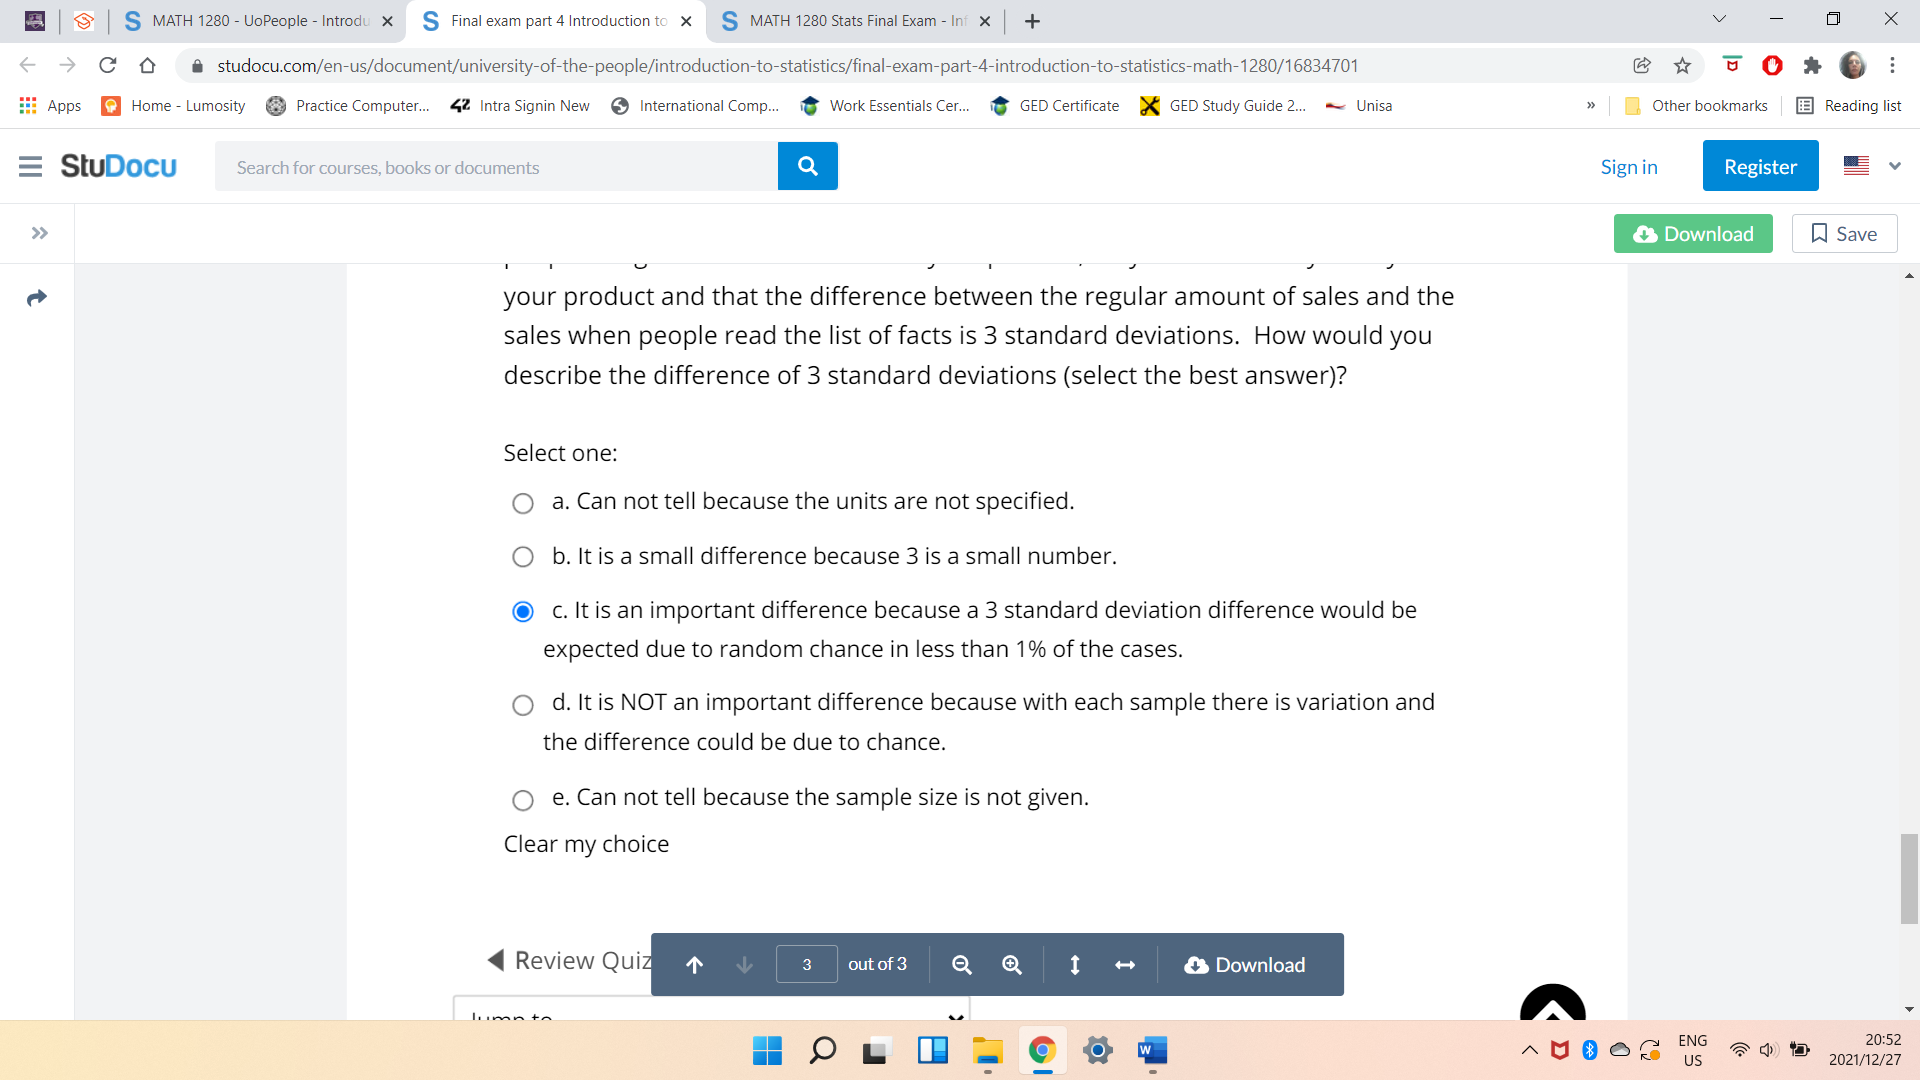 MATH 1280 - UoPeople - Introdu
Final exam part 4 Introduction to
MATH 1280 Stats Final Exam - Inf
studocu.com/en-us/document/university-of-the-people/introduction-to-statistics/final-exam-part-4-introduction-to-statistics-math-1280/16834701
Apps
Home - Lumosity
Practice Computer...
Intra Signin New
International Comp...
Work Essentials Cer...
GED Certificate
GED Study Guide 2...
Unisa
»
Other bookmarks
Reading list
StuDocu
Search for courses, books or documents
Sign in
Register
Download
Save
your product and that the difference between the regular amount of sales and the
sales when people read the list of facts is 3 standard deviations. How would you
describe the difference of 3 standard deviations (select the best answer)?
Select one:
a. Can not tell because the units are not specified.
b. It is a small difference because 3 is a small number.
c. It is an important difference because a 3 standard deviation difference would be
expected due to random chance in less than 1% of the cases.
d. It is NOT an important difference because with each sample there is variation and
the difference could be due to chance.
e. Can not tell because the sample size is not given.
Clear my choice
Review Quiz
3 out of 3
Download
Jump to
ENG
US
20:52
2021/12/27